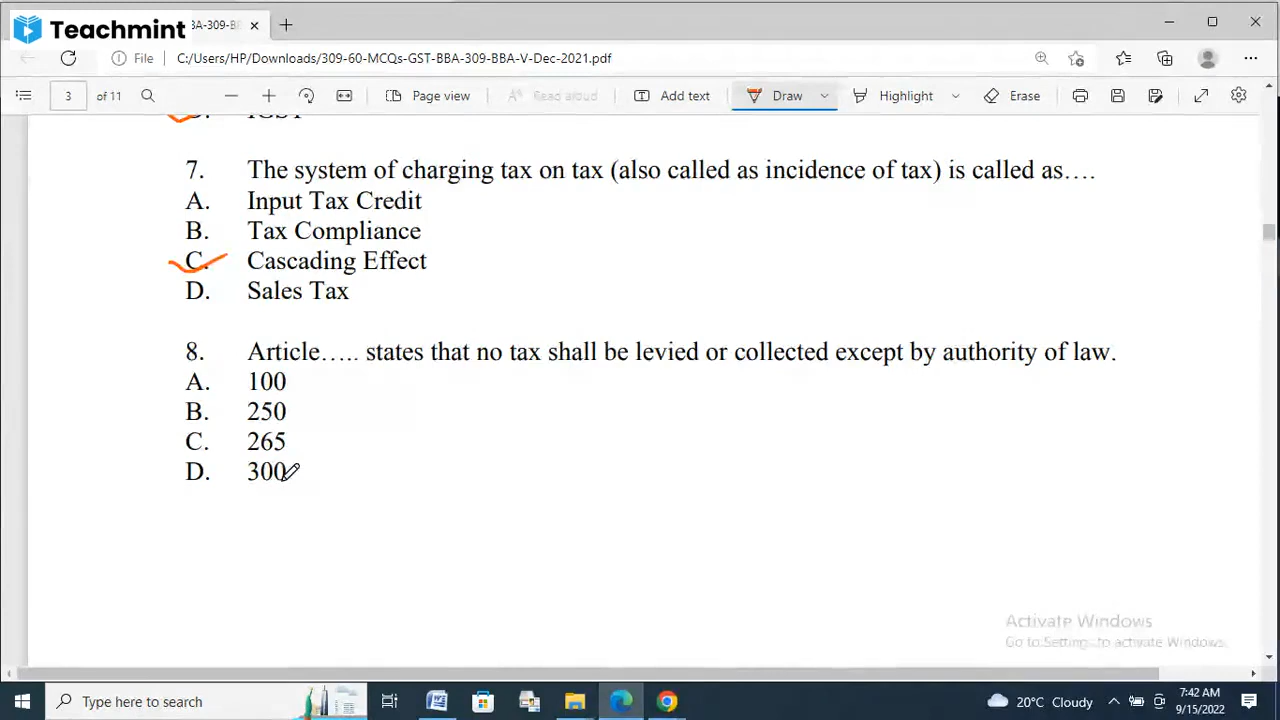 Teachmint
BA-309-BB
File C:/Users/HP/Downloads/309-60-MCQs-GST-BBA-309-BBA-V-Dec-2021.pdf
3 of 11 Page view Read aloud Add text Draw Highlight Erase
7. The system of charging tax on tax (also called as incidence of tax) is called as….
A. Input Tax Credit
B. Tax Compliance
C. Cascading Effect
D. Sales Tax
8. Article….. states that no tax shall be levied or collected except by authority of law.
A. 100
B. 250
C. 265
D. 300
Activate Windows
Go to Settings to activate Windows.
Type here to search
20°C Cloudy
7:42 AM
9/15/2022